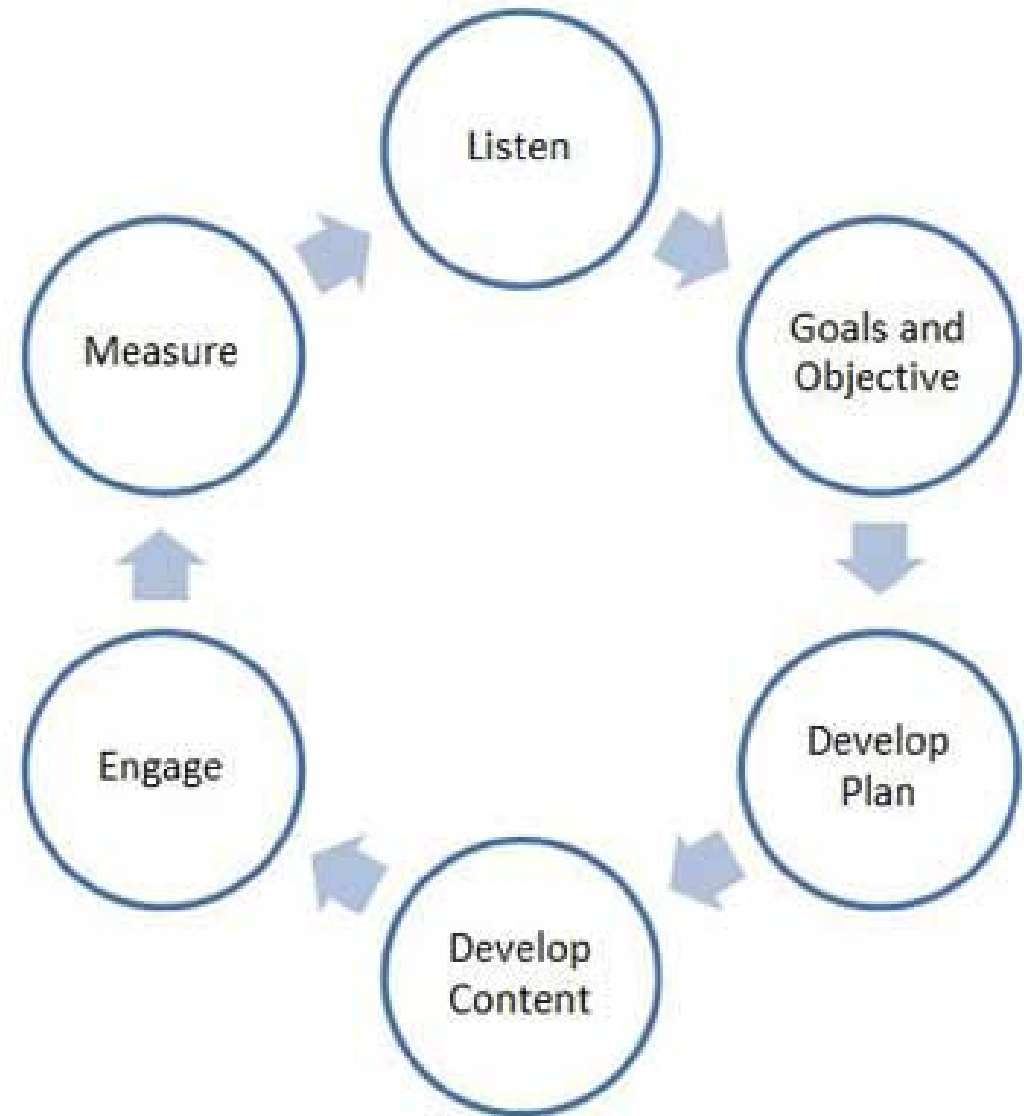 Listen
Goals and
Objective
Develop
Plan
Develop
Content
Engage
Measure